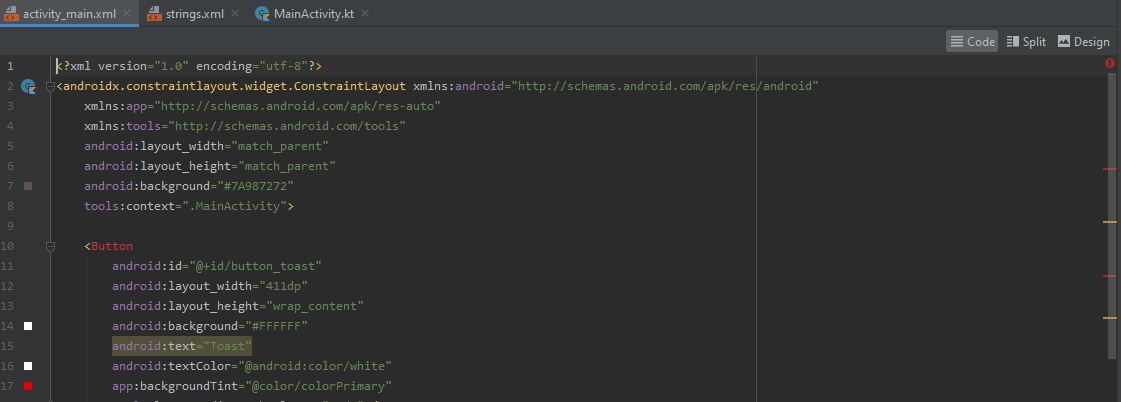 activity_main.xml strings.xml MainActivity.kt
Code Split Design
1 <?xml version="1.0" encoding="utf-8"?>
2 <androidx.constraintlayout.widget.ConstraintLayout xmlns:android="http://schemas.android.com/apk/res/android"
3 xmlns:app="http://schemas.android.com/apk/res-auto"
4 xmlns:tools="http://schemas.android.com/tools"
5 android:layout_width="match_parent"
6 android:layout_height="match_parent"
7 android:background="#7A987272"
8 tools:context=".MainActivity">
9
10 <Button
11 android:id="@+id/button_toast"
12 android:layout_width="411dp"
13 android:layout_height="wrap_content"
14 android:background="#FFFFFF"
15 android:text="Toast"
16 android:textColor="@android:color/white"
17 app:backgroundTint="@color/colorPrimary"